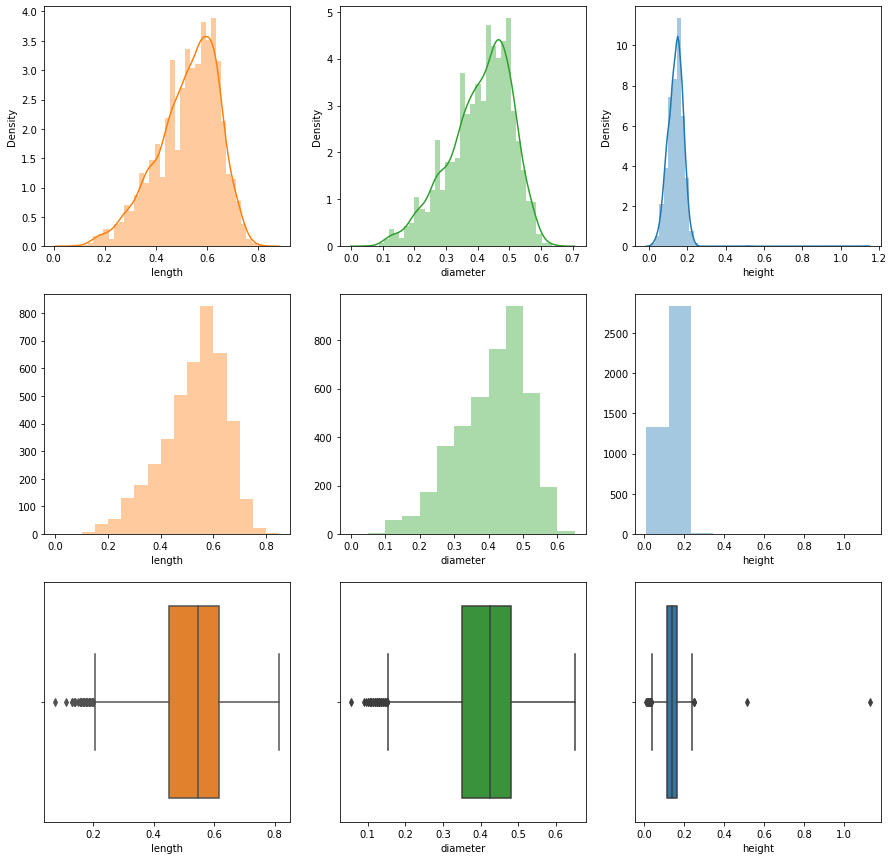 4.0
3.5
3.0
2.5
2.0
1.5
1.0
0.5
0.0
Density
0.0 0.2 0.4 0.6 0.8
length
5
4
3
2
1
0
Density
0.0 0.1 0.2 0.3 0.4 0.5 0.6 0.7
diameter
10
8
6
4
2
0
Density
0.0 0.2 0.4 0.6 0.8 1.0 1.2
height
800
700
600
500
400
300
200
100
0
0.0 0.2 0.4 0.6 0.8
length
800
600
400
200
0
0.0 0.1 0.2 0.3 0.4 0.5 0.6
diameter
2500
2000
1500
1000
500
0
0.0 0.2 0.4 0.6 0.8 1.0
height
0.2 0.4 0.6 0.8
length
0.1 0.2 0.3 0.4 0.5 0.6
diameter
0.0 0.2 0.4 0.6 0.8 1.0
height